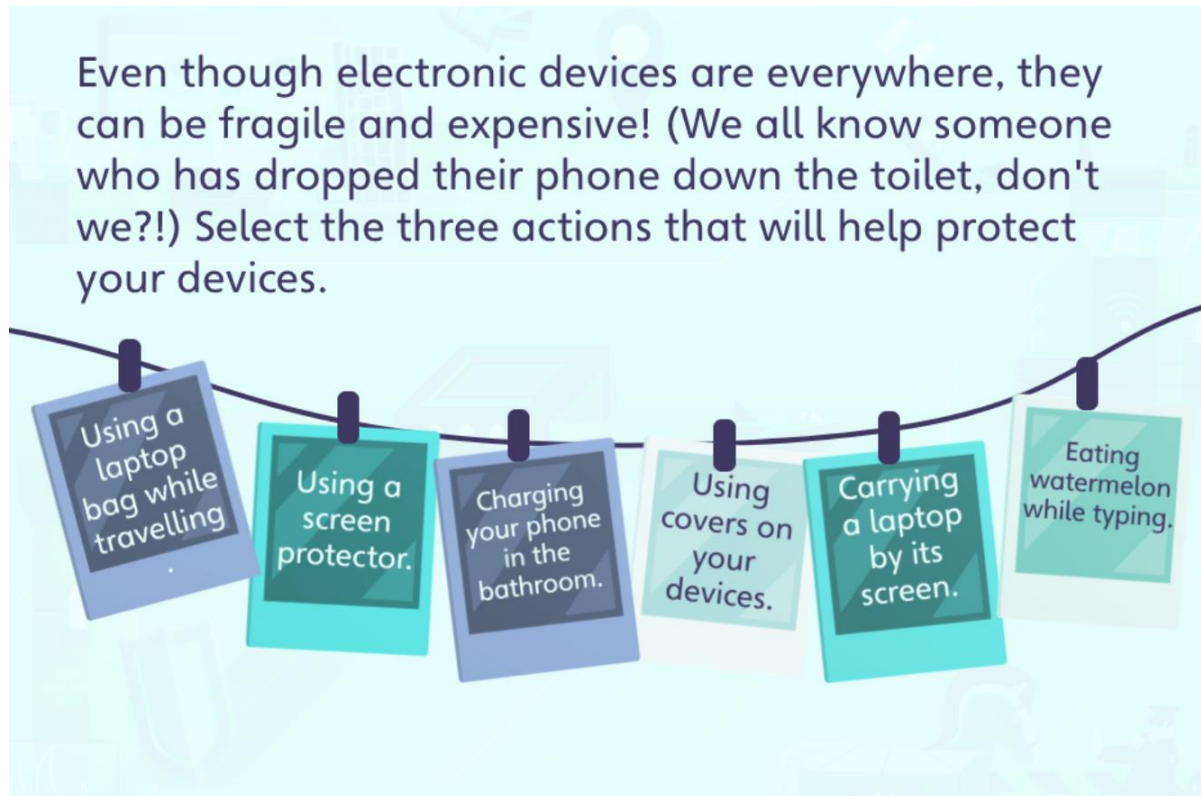 Even though electronic devices are everywhere, they
can be fragile and expensive! (We all know someone
who has dropped their phone down the toilet, don't
we?!) Select the three actions that will help protect
your devices.
Using a
laptop
bag while
travelling
.
Using a
screen
protector.
Charging
your phone
in the
bathroom.
Using
covers on
your
devices.
Carrying
a laptop
by its
screen.
Eating
watermelon
while typing.